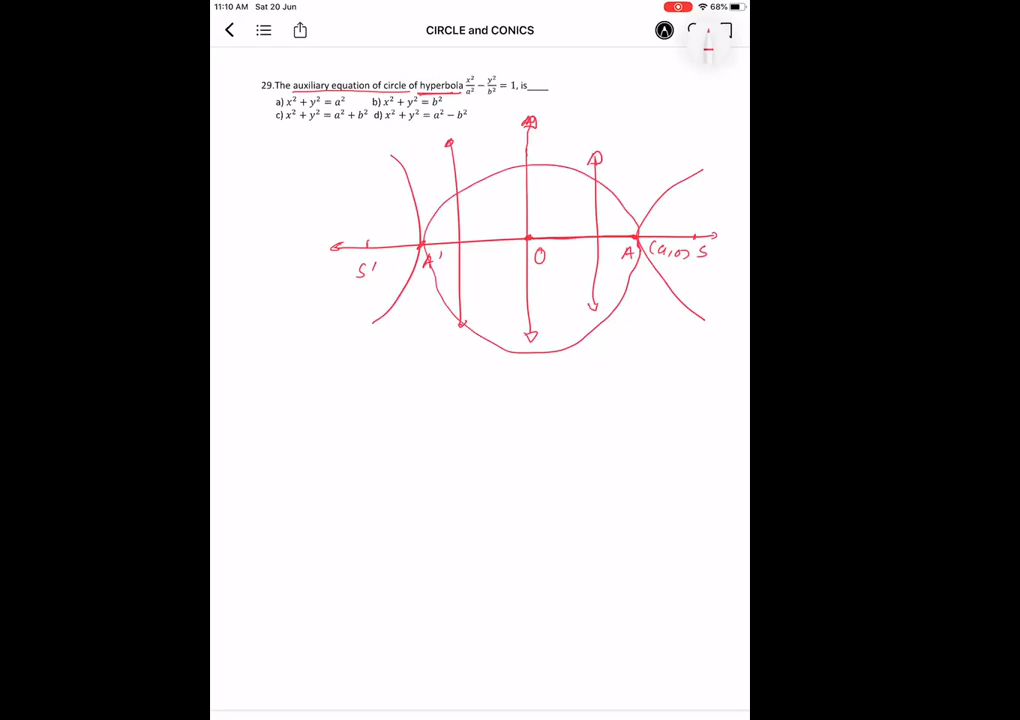 11:10 AM Sat 20 Jun 68%
CIRCLE and CONICS
29.The auxiliary equation of circle of hyperbola x²/a² − y²/b² = 1, is____
a) x² + y² = a² b) x² + y² = b²
c) x² + y² = a² + b² d) x² + y² = a² − b²
S' A' O A (a,0) S